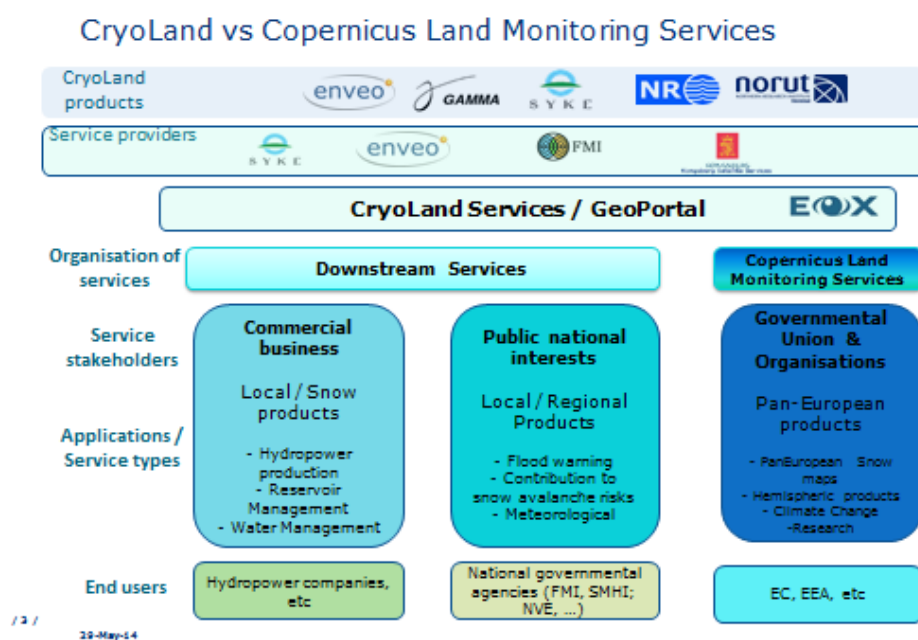 CryoLand vs Copernicus Land Monitoring Services
CryoLand
products
enveo
GAMMA
SYKE
NR
norut
Service providers
SYKE
enveo
FMI
CryoLand Services / GeoPortal
EOX
Organisation of
services
Downstream Services
Copernicus Land
Monitoring Services
Service
stakeholders
Commercial
business
Public national
interests
Governmental
Union &
Organisations
Applications /
Service types
Local / Snow
products
- Hydropower
production
- Reservoir
Management
- Water Management
Local / Regional
Products
- Flood warning
- Contribution to
snow avalanche risks
- Meteorological
Pan-European
products
- PanEuropean Snow
maps
- Hemispheric products
- Climate Change
-Research
End users
Hydropower companies,
etc
National governmental
agencies (FMI, SMHI;
NVE, ...)
EC, EEA, etc
/ 3 /
29-May-14